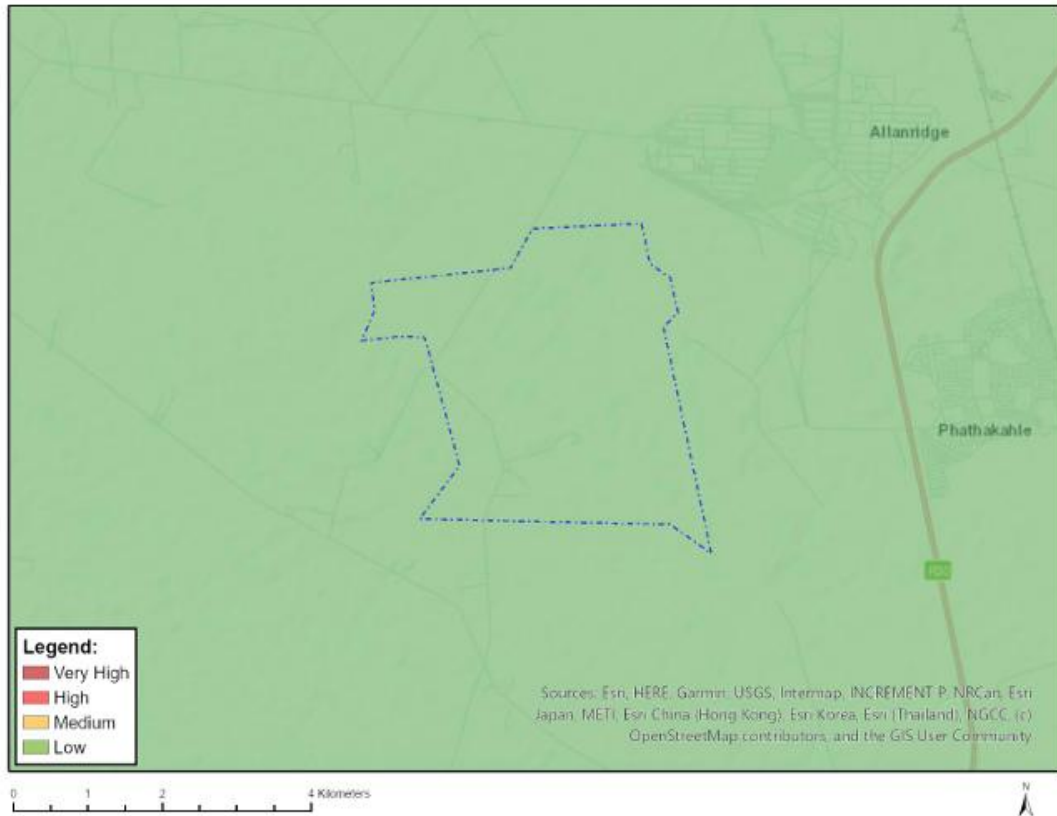 Allanridge
Phathakahle
Legend:
Very High
High
Medium
Low
Sources: Esri, HERE, Garmin, USGS, Intermap, INCREMENT P, NRCan, Esri
Japan, METI, Esri China (Hong Kong), Esri Korea, Esri (Thailand), NGCC, (c)
OpenStreetMap contributors, and the GIS User Community
0 1 2 4 Kilometers
N